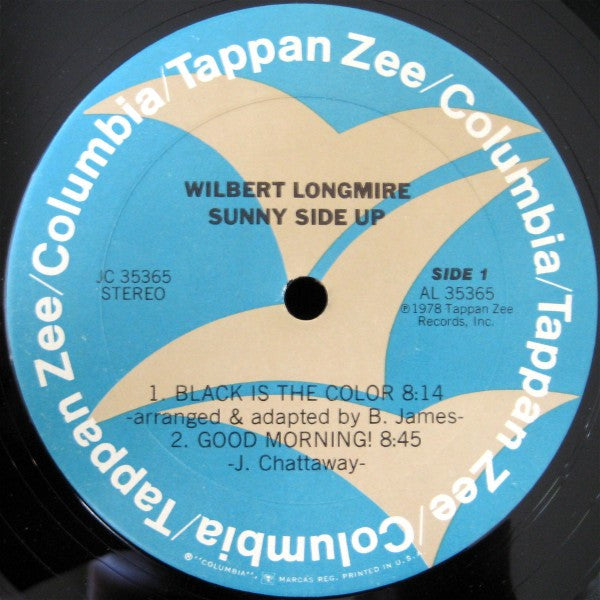 Columbia/Tappan Zee/Columbia/Tappan Zee/Columbia/Tappan Zee/
WILBERT LONGMIRE
SUNNY SIDE UP
JC 35365
STEREO
SIDE 1
AL 35365
℗1978 Tappan Zee
Records, Inc.
1. BLACK IS THE COLOR 8:14
-arranged & adapted by B. James-
2. GOOD MORNING! 8:45
-J. Chattaway-
® "COLUMBIA", MARCAS REG. PRINTED IN U.S.A.